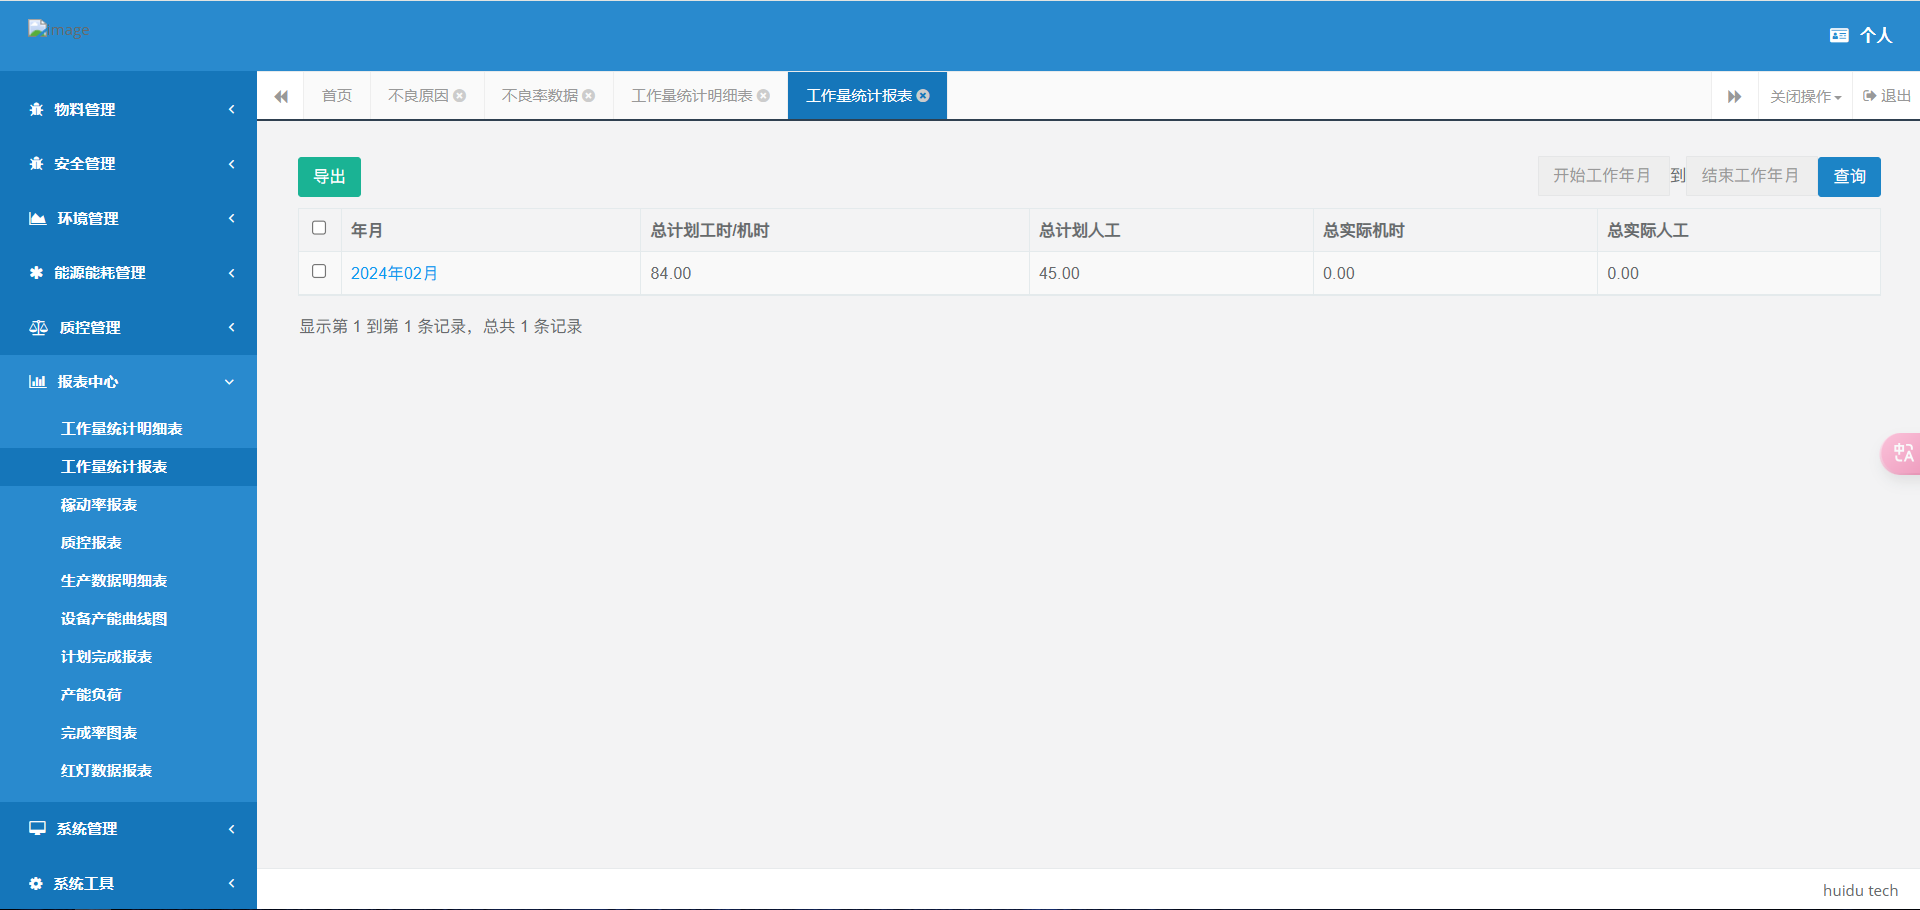 Image
个人
物料管理
安全管理
环境管理
能源能耗管理
质控管理
报表中心
工作量统计明细表
工作量统计报表
稼动率报表
质控报表
生产数据明细表
设备产能曲线图
计划完成报表
产能负荷
完成率图表
红灯数据报表
系统管理
系统工具
首页 不良原因 不良率数据 工作量统计明细表 工作量统计报表 关闭操作 退出
导出 开始工作年月 到 结束工作年月 查询
年月 总计划工时/机时 总计划人工 总实际机时 总实际人工
2024年02月 84.00 45.00 0.00 0.00
显示第 1 到第 1 条记录，总共 1 条记录
中 A
huidu tech